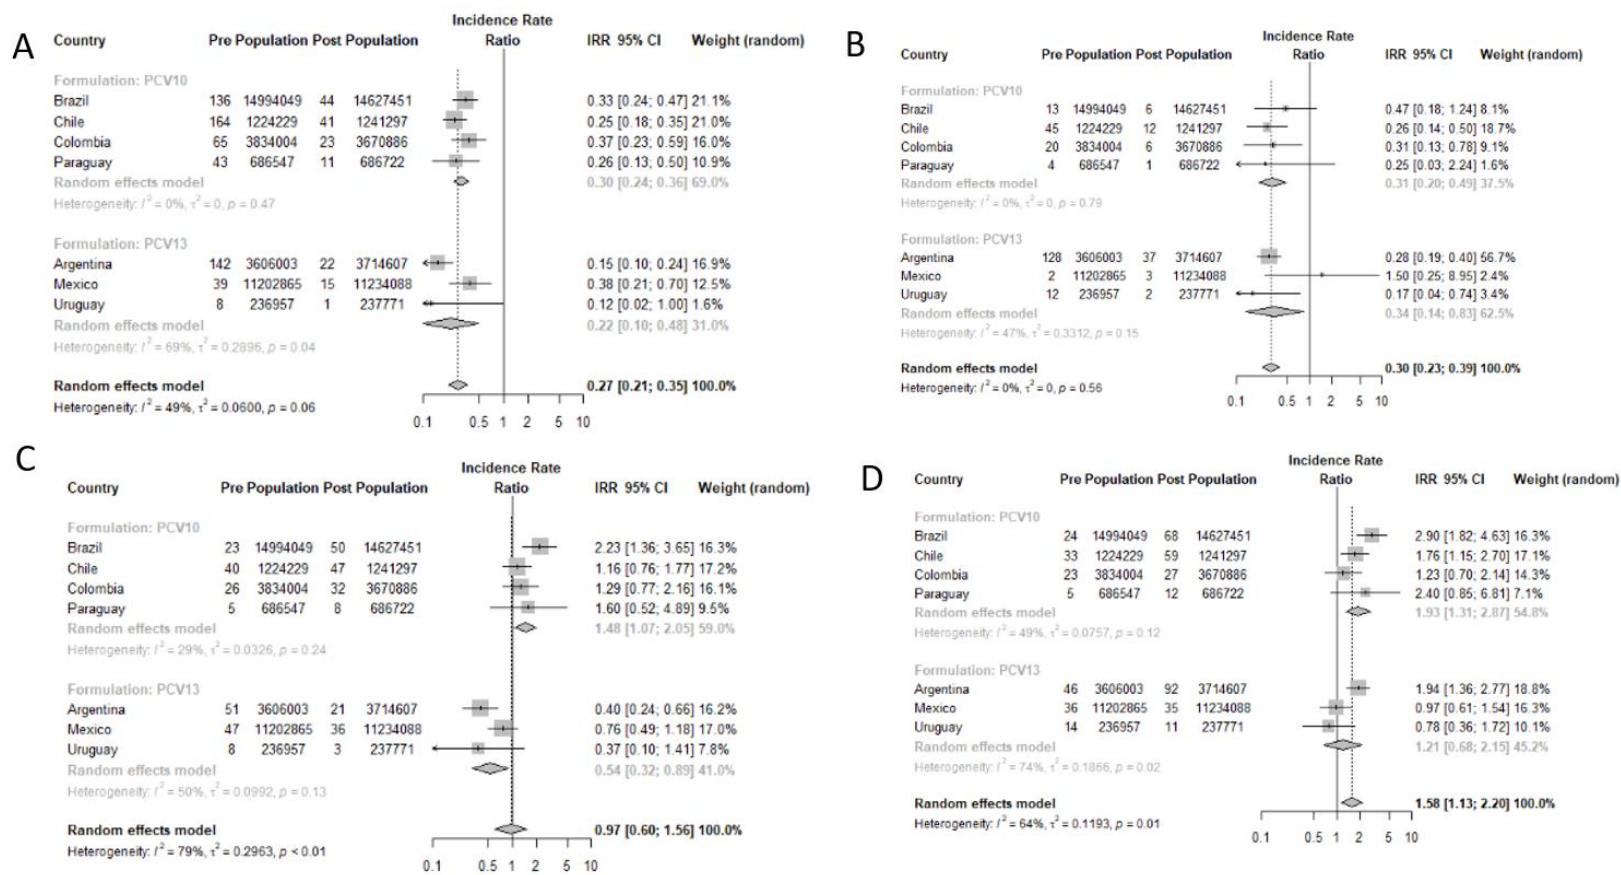 A
Incidence Rate
Country Pre Population Post Population Ratio IRR 95% CI Weight (random)
Formulation: PCV10
Brazil 136 14994049 44 14627451 0.33 [0.24; 0.47] 21.1%
Chile 164 1224229 41 1241297 0.25 [0.18; 0.35] 21.0%
Colombia 65 3834004 23 3670886 0.37 [0.23; 0.59] 16.0%
Paraguay 43 686547 11 686722 0.26 [0.13; 0.50] 10.9%
Random effects model 0.30 [0.24; 0.36] 69.0%
Heterogeneity: I² = 0%, τ² = 0, p = 0.47
Formulation: PCV13
Argentina 142 3606003 22 3714607 0.15 [0.10; 0.24] 16.9%
Mexico 39 11202865 15 11234088 0.38 [0.21; 0.70] 12.5%
Uruguay 8 236957 1 237771 0.12 [0.02; 1.00] 1.6%
Random effects model 0.22 [0.10; 0.48] 31.0%
Heterogeneity: I² = 69%, τ² = 0.2896, p = 0.04
Random effects model 0.27 [0.21; 0.35] 100.0%
Heterogeneity: I² = 49%, τ² = 0.0600, p = 0.06
0.1 0.5 1 2 5 10
B
Incidence Rate
Country Pre Population Post Population Ratio IRR 95% CI Weight (random)
Formulation: PCV10
Brazil 13 14994049 6 14627451 0.47 [0.18; 1.24] 8.1%
Chile 45 1224229 12 1241297 0.26 [0.14; 0.50] 18.7%
Colombia 20 3834004 6 3670886 0.31 [0.13; 0.78] 9.1%
Paraguay 4 686547 1 686722 0.25 [0.03; 2.24] 1.6%
Random effects model 0.31 [0.20; 0.49] 37.5%
Heterogeneity: I² = 0%, τ² = 0, p = 0.79
Formulation: PCV13
Argentina 128 3606003 37 3714607 0.28 [0.19; 0.40] 56.7%
Mexico 2 11202865 3 11234088 1.50 [0.25; 8.95] 2.4%
Uruguay 12 236957 2 237771 0.17 [0.04; 0.74] 3.4%
Random effects model 0.34 [0.14; 0.83] 62.5%
Heterogeneity: I² = 47%, τ² = 0.3312, p = 0.15
Random effects model 0.30 [0.23; 0.39] 100.0%
Heterogeneity: I² = 0%, τ² = 0, p = 0.56
0.1 0.5 1 2 5 10
C
Incidence Rate
Country Pre Population Post Population Ratio IRR 95% CI Weight (random)
Formulation: PCV10
Brazil 23 14994049 50 14627451 2.23 [1.36; 3.65] 16.3%
Chile 40 1224229 47 1241297 1.16 [0.76; 1.77] 17.2%
Colombia 26 3834004 32 3670886 1.29 [0.77; 2.16] 16.1%
Paraguay 5 686547 8 686722 1.60 [0.52; 4.89] 9.5%
Random effects model 1.48 [1.07; 2.05] 59.0%
Heterogeneity: I² = 29%, τ² = 0.0326, p = 0.24
Formulation: PCV13
Argentina 51 3606003 21 3714607 0.40 [0.24; 0.66] 16.2%
Mexico 47 11202865 36 11234088 0.76 [0.49; 1.18] 17.0%
Uruguay 8 236957 3 237771 0.37 [0.10; 1.41] 7.8%
Random effects model 0.54 [0.32; 0.89] 41.0%
Heterogeneity: I² = 50%, τ² = 0.0992, p = 0.13
Random effects model 0.97 [0.60; 1.56] 100.0%
Heterogeneity: I² = 79%, τ² = 0.2963, p < 0.01
0.1 0.5 1 2 5 10
D
Incidence Rate
Country Pre Population Post Population Ratio IRR 95% CI Weight (random)
Formulation: PCV10
Brazil 24 14994049 68 14627451 2.90 [1.82; 4.63] 16.3%
Chile 33 1224229 59 1241297 1.76 [1.15; 2.70] 17.1%
Colombia 23 3834004 27 3670886 1.23 [0.70; 2.14] 14.3%
Paraguay 5 686547 12 686722 2.40 [0.85; 6.81] 7.1%
Random effects model 1.93 [1.31; 2.87] 54.8%
Heterogeneity: I² = 49%, τ² = 0.0757, p = 0.12
Formulation: PCV13
Argentina 46 3606003 92 3714607 1.94 [1.36; 2.77] 18.8%
Mexico 36 11202865 35 11234088 0.97 [0.61; 1.54] 16.3%
Uruguay 14 236957 11 237771 0.78 [0.36; 1.72] 10.1%
Random effects model 1.21 [0.68; 2.15] 45.2%
Heterogeneity: I² = 74%, τ² = 0.1866, p = 0.02
Random effects model 1.58 [1.13; 2.20] 100.0%
Heterogeneity: I² = 64%, τ² = 0.1193, p = 0.01
0.1 0.5 1 2 5 10